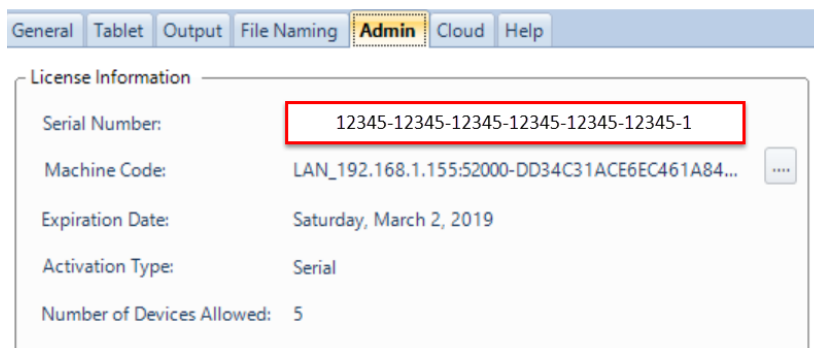 General Tablet Output File Naming Admin Cloud Help
License Information
Serial Number: 12345-12345-12345-12345-12345-12345-1
Machine Code: LAN_192.168.1.155:52000-DD34C31ACE6EC461A84... ....
Expiration Date: Saturday, March 2, 2019
Activation Type: Serial
Number of Devices Allowed: 5